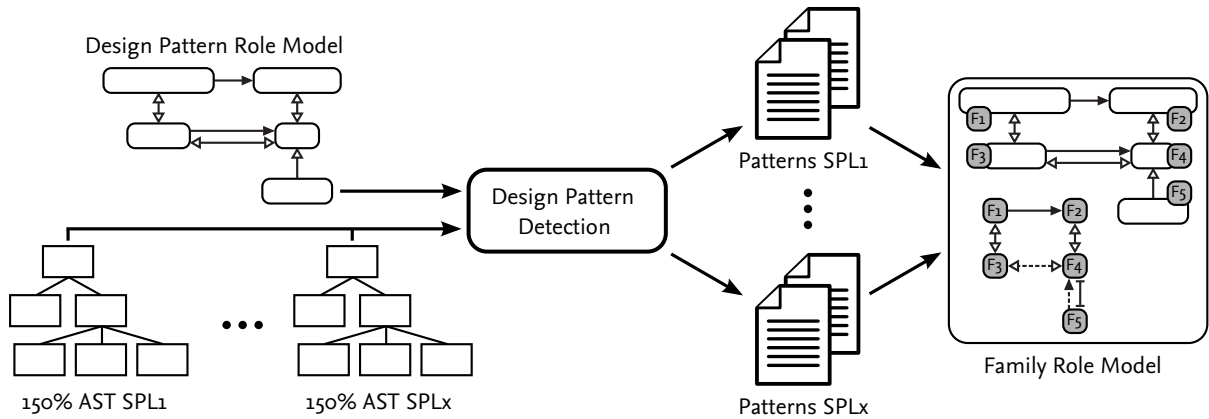 Design Pattern Role Model
Design Pattern
Detection
150% AST SPL1
150% AST SPLx
Patterns SPL1
Patterns SPLx
F1
F2
F3
F4
F5
F1
F2
F3
F4
F5
Family Role Model